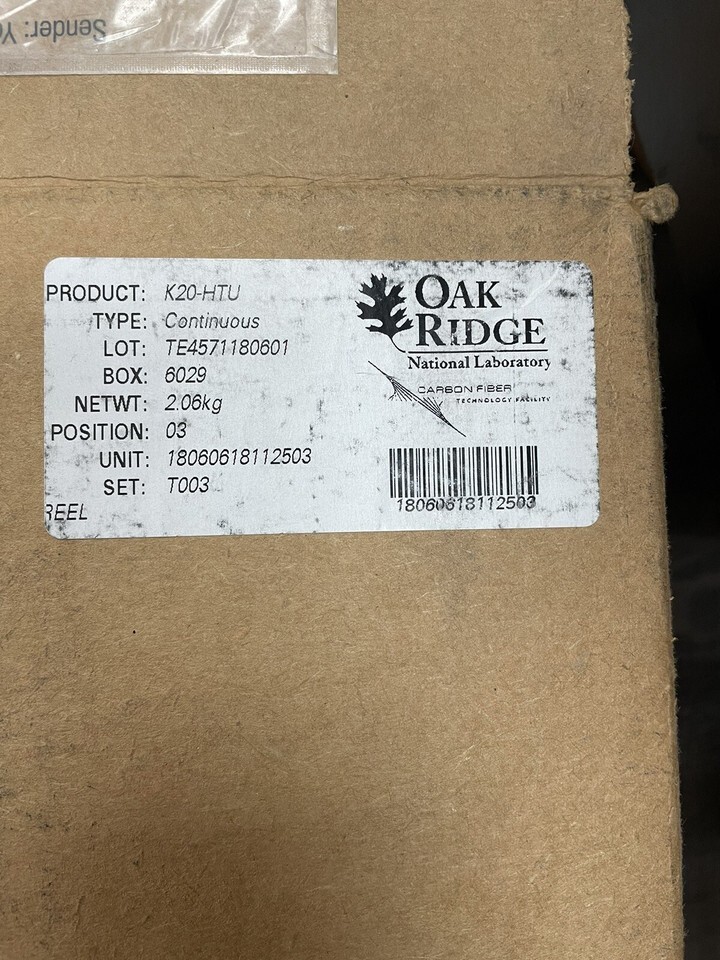 Sender: Yo
PRODUCT: K20-HTU
TYPE: Continuous
LOT: TE4571180601
BOX: 6029
NETWT: 2.06kg
POSITION: 03
UNIT: 18060618112503
SET: T003
REEL
OAK
RIDGE
National Laboratory
CARBON FIBER
TECHNOLOGY FACILITY
18060618112503